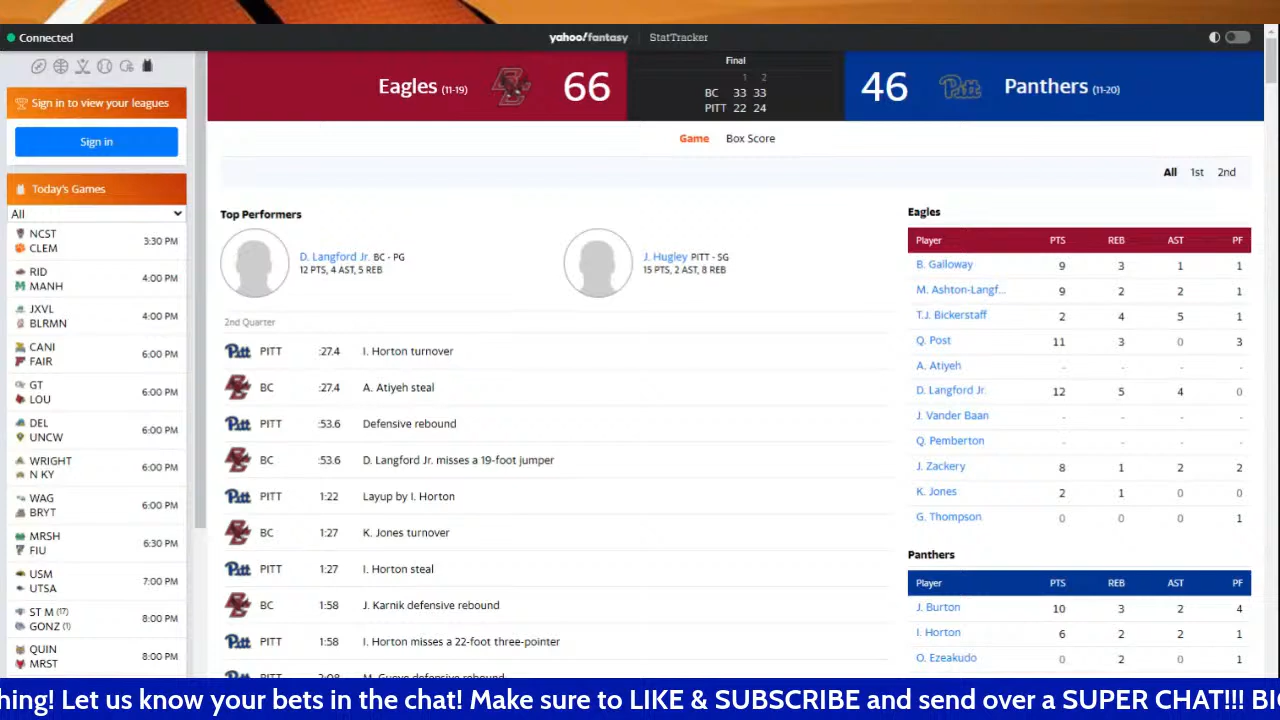 Connected
yahoo!fantasy StatTracker
Sign in to view your leagues
Sign in
Today's Games
All
NCST
CLEM
3:30 PM
RID
MANH
4:00 PM
JXVL
BLRMN
4:00 PM
CANI
FAIR
6:00 PM
GT
LOU
6:00 PM
DEL
UNCW
6:00 PM
WRIGHT
N KY
6:00 PM
WAG
BRYT
6:00 PM
MRSH
FIU
6:30 PM
USM
UTSA
7:00 PM
ST M (17)
GONZ (1)
8:00 PM
QUIN
MRST
8:00 PM
Eagles (11-19) 66
Final
1 2
BC 33 33
PITT 22 24
46 Pitt Panthers (11-20)
Game Box Score
All 1st 2nd
Top Performers
D. Langford Jr. BC - PG
12 PTS, 4 AST, 5 REB
J. Hugley PITT - SG
15 PTS, 2 AST, 8 REB
2nd Quarter
Pitt PITT :27.4 I. Horton turnover
BC :27.4 A. Atiyeh steal
Pitt PITT :53.6 Defensive rebound
BC :53.6 D. Langford Jr. misses a 19-foot jumper
Pitt PITT 1:22 Layup by I. Horton
BC 1:27 K. Jones turnover
Pitt PITT 1:27 I. Horton steal
BC 1:58 J. Karnik defensive rebound
Pitt PITT 1:58 I. Horton misses a 22-foot three-pointer
Eagles
Player PTS REB AST PF
B. Galloway 9 3 1 1
M. Ashton-Langf... 9 2 2 1
T.J. Bickerstaff 2 4 5 1
Q. Post 11 3 0 3
A. Atiyeh - - - -
D. Langford Jr. 12 5 4 0
J. Vander Baan - - - -
Q. Pemberton - - - -
J. Zackery 8 1 2 2
K. Jones 2 1 0 0
G. Thompson 0 0 0 1
Panthers
Player PTS REB AST PF
J. Burton 10 3 2 4
I. Horton 6 2 2 1
O. Ezeakudo 0 2 0 1
hing! Let us know your bets in the chat! Make sure to LIKE & SUBSCRIBE and send over a SUPER CHAT!!! BI